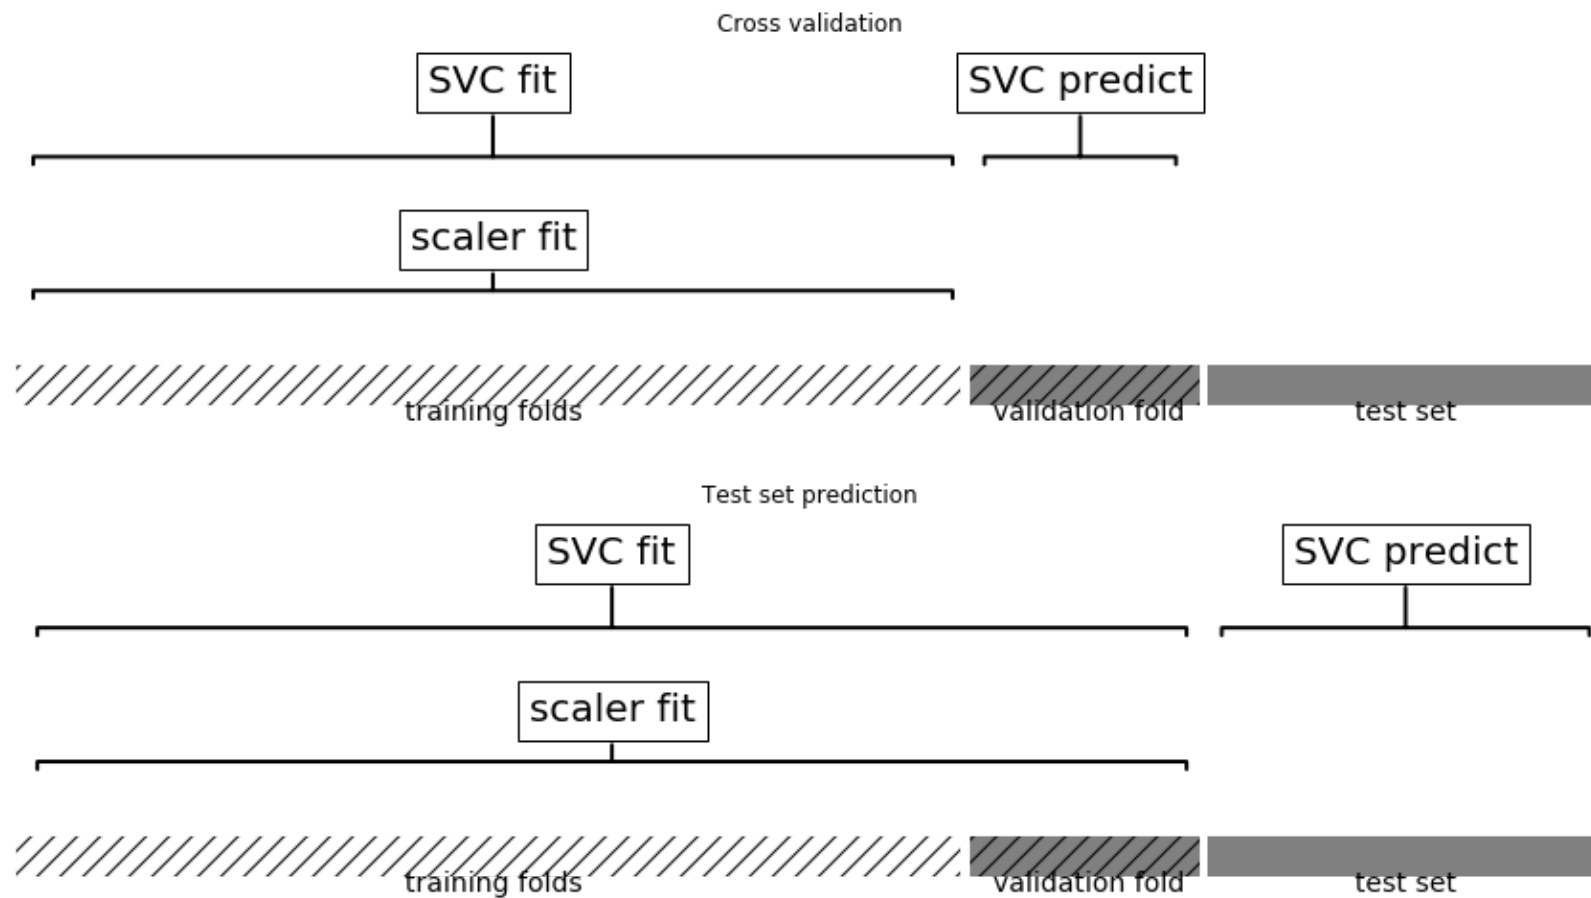 Cross validation
SVC fit
SVC predict
scaler fit
training folds
validation fold
test set
Test set prediction
SVC fit
SVC predict
scaler fit
training folds
validation fold
test set